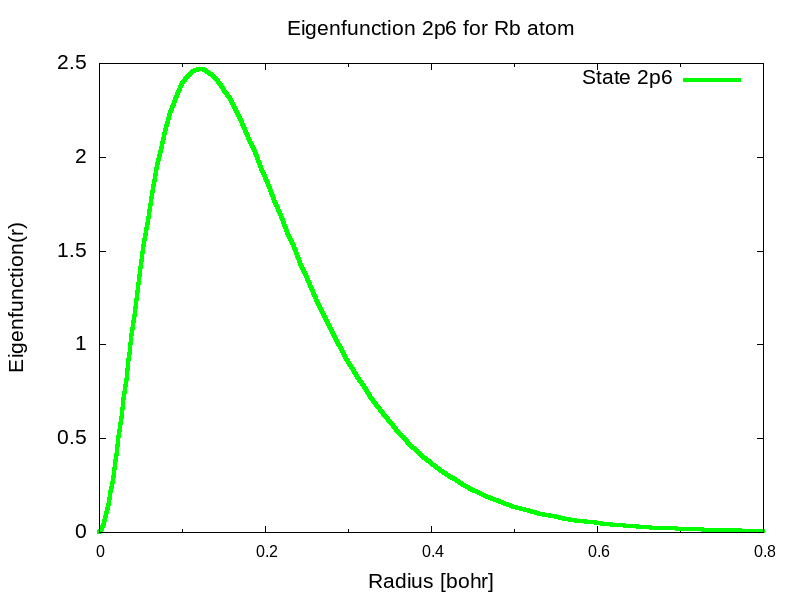 Eigenfunction 2p6 for Rb atom
State 2p6
2.5
2
1.5
1
0.5
0
Eigenfunction(r)
0 0.2 0.4 0.6 0.8
Radius [bohr]